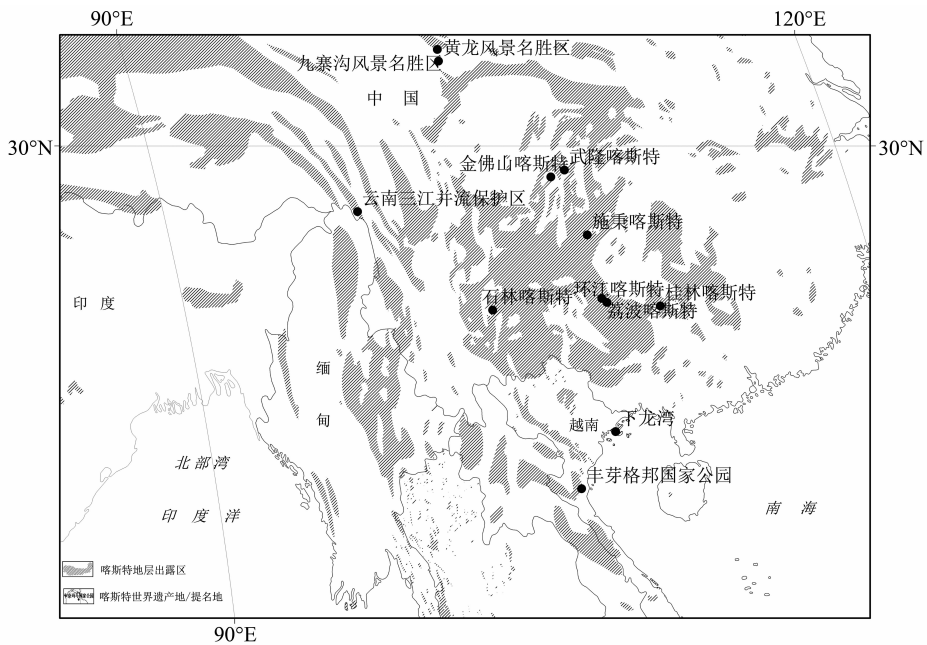 90°E
120°E
黄龙风景名胜区
九寨沟风景名胜区
中 国
30°N
30°N
金佛山喀斯特
武隆喀斯特
云南三江并流保护区
施秉喀斯特
石林喀斯特
环江喀斯特
桂林喀斯特
荔波喀斯特
印 度
缅
甸
越南
下龙湾
北部湾
丰芽格邦国家公园
印 度 洋
南 海
喀斯特地层出露区
喀斯特世界遗产地/提名地
90°E